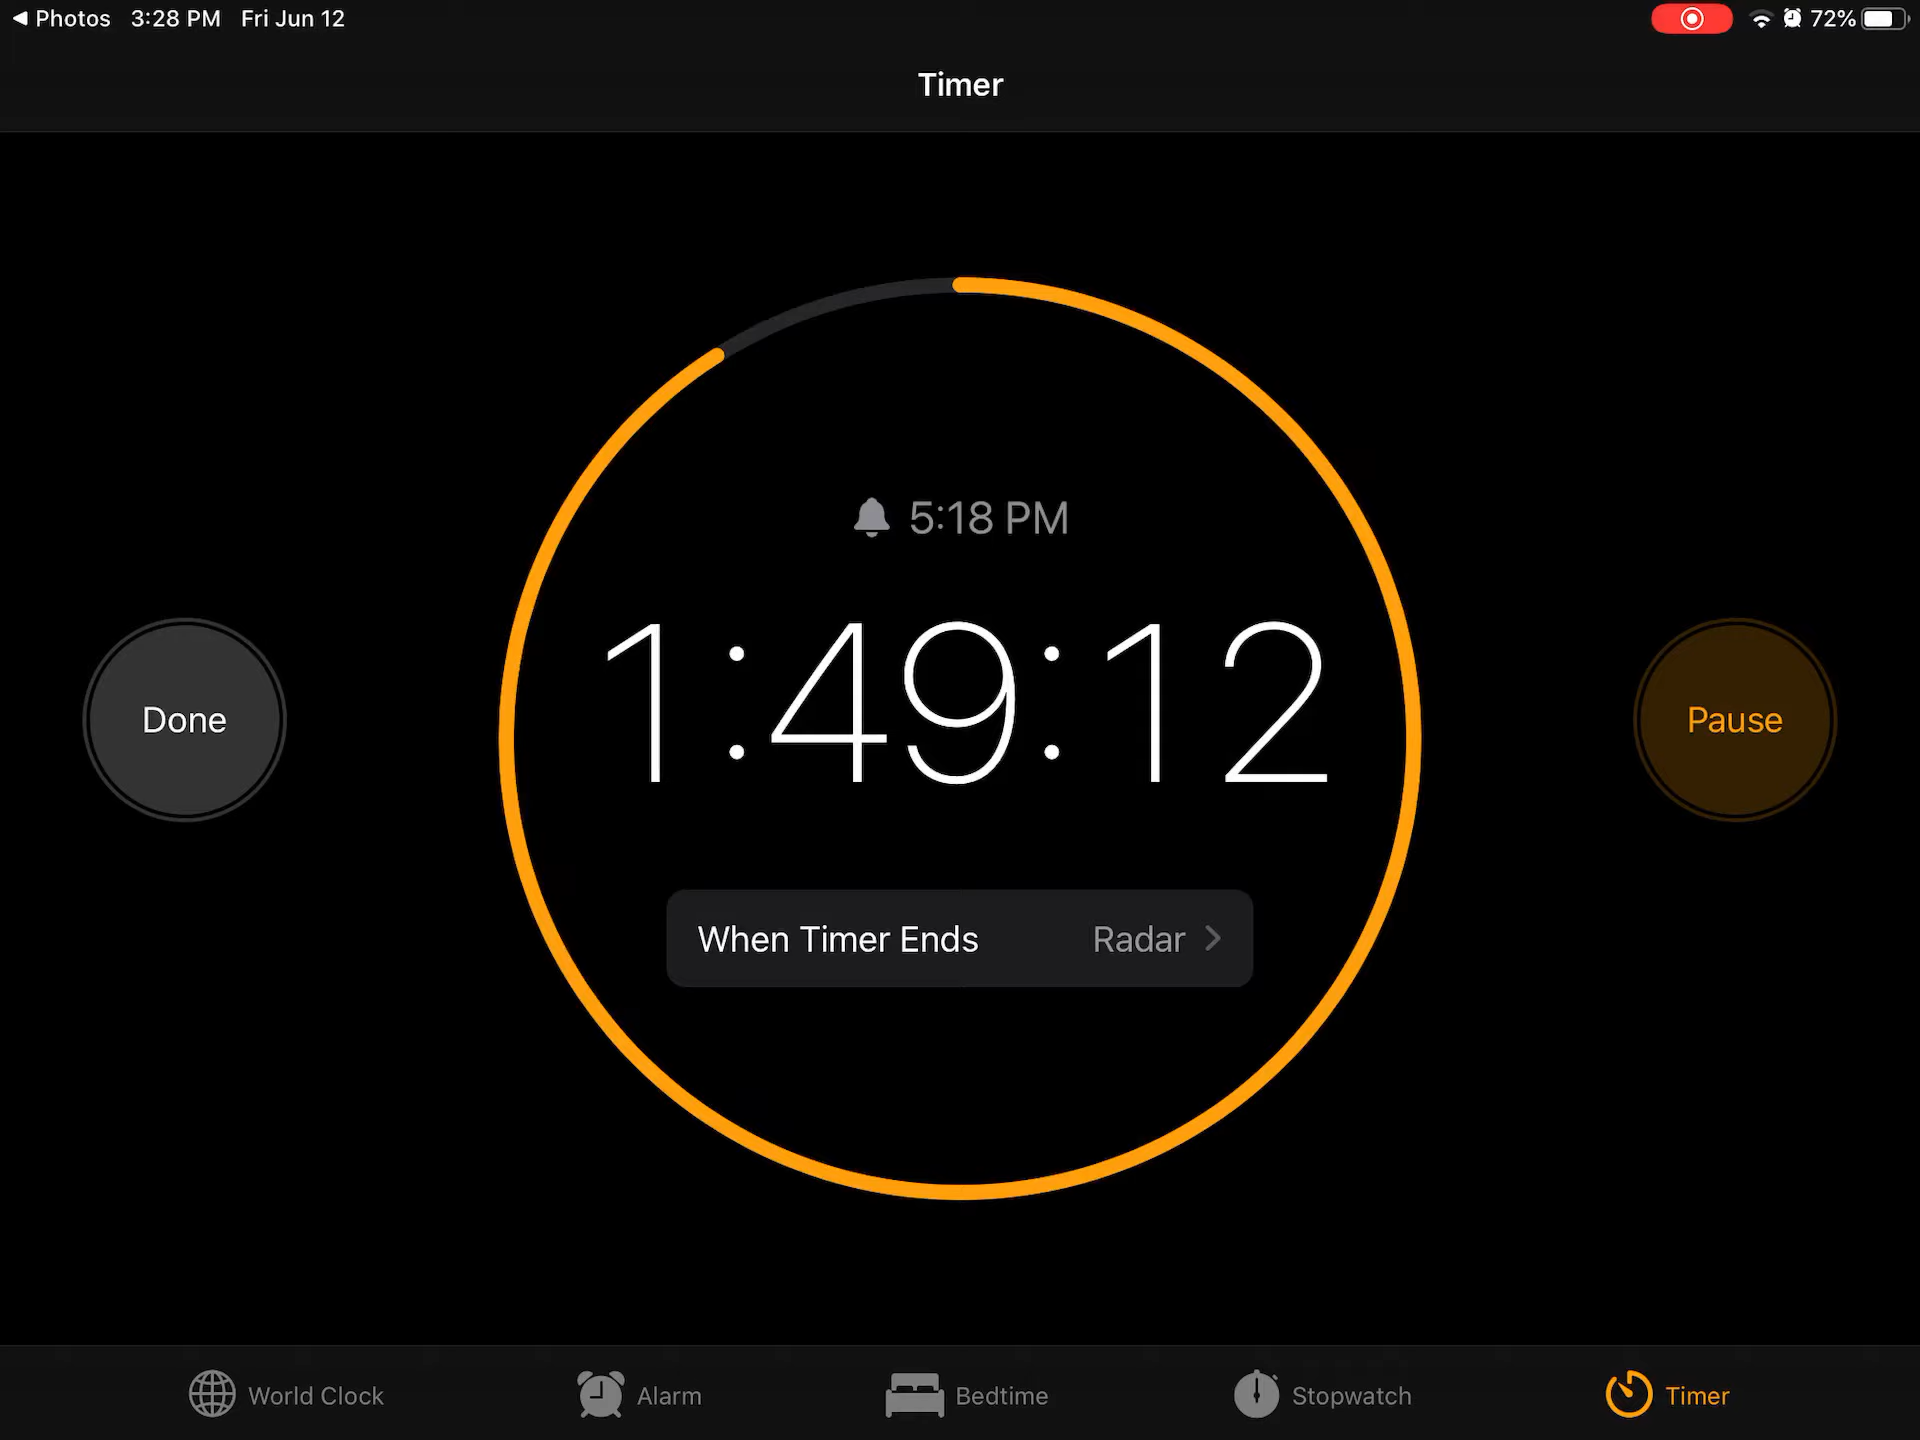 Photos 3:28 PM Fri Jun 12 72%
Timer
5:18 PM
1:49:12
Done
Pause
When Timer Ends Radar
World Clock Alarm Bedtime Stopwatch Timer